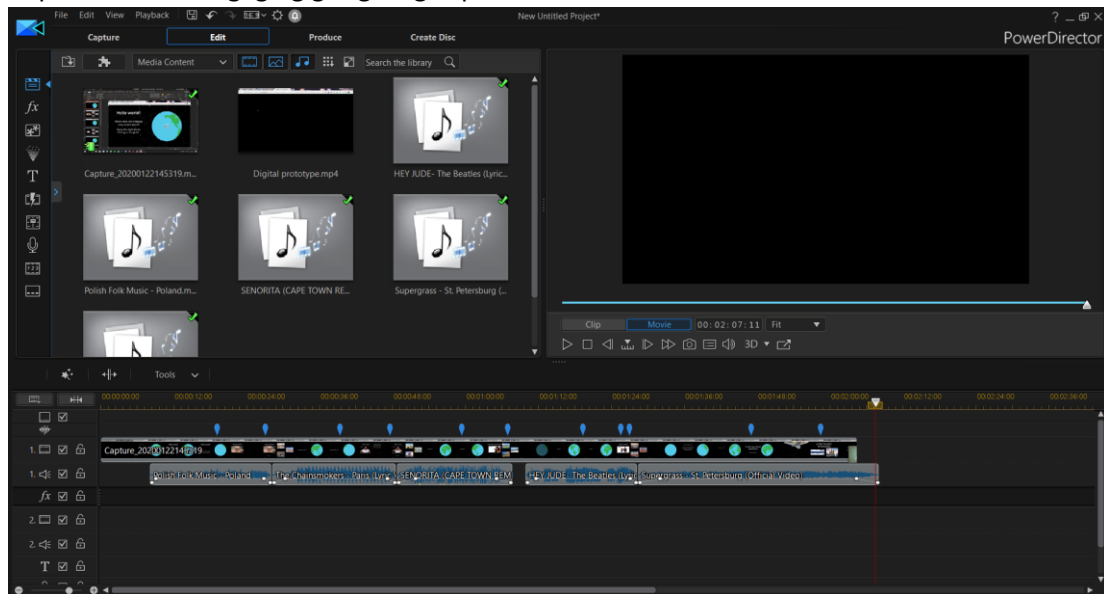 File Edit View Playback
New Untitled Project*
Capture Edit Produce Create Disc
PowerDirector
Media Content
Search the library
Capture_20200122145319.m...
Digital prototype.mp4
HEY JUDE- The Beatles (Lyric...
Polish Folk Music - Poland.m...
SENORITA (CAPE TOWN RE...
Supergrass - St. Petersburg (...
Clip Movie 00:02:07:11 Fit
3D
Tools
00:00:00:00 00:00:12:00 00:00:24:00 00:00:36:00 00:00:48:00 00:01:00:00 00:01:12:00 00:01:24:00 00:01:36:00 00:01:48:00 00:02:00:00 00:02:12:00 00:02:24:00 00:02:36:00
1.
1. Polish Folk Music - Poland The Chainsmokers - Paris (Lyric SENORITA (CAPE TOWN REM HEY JUDE- The Beatles (Lyric Supergrass - St. Petersburg (Official Video)
fx
2.
2.
T